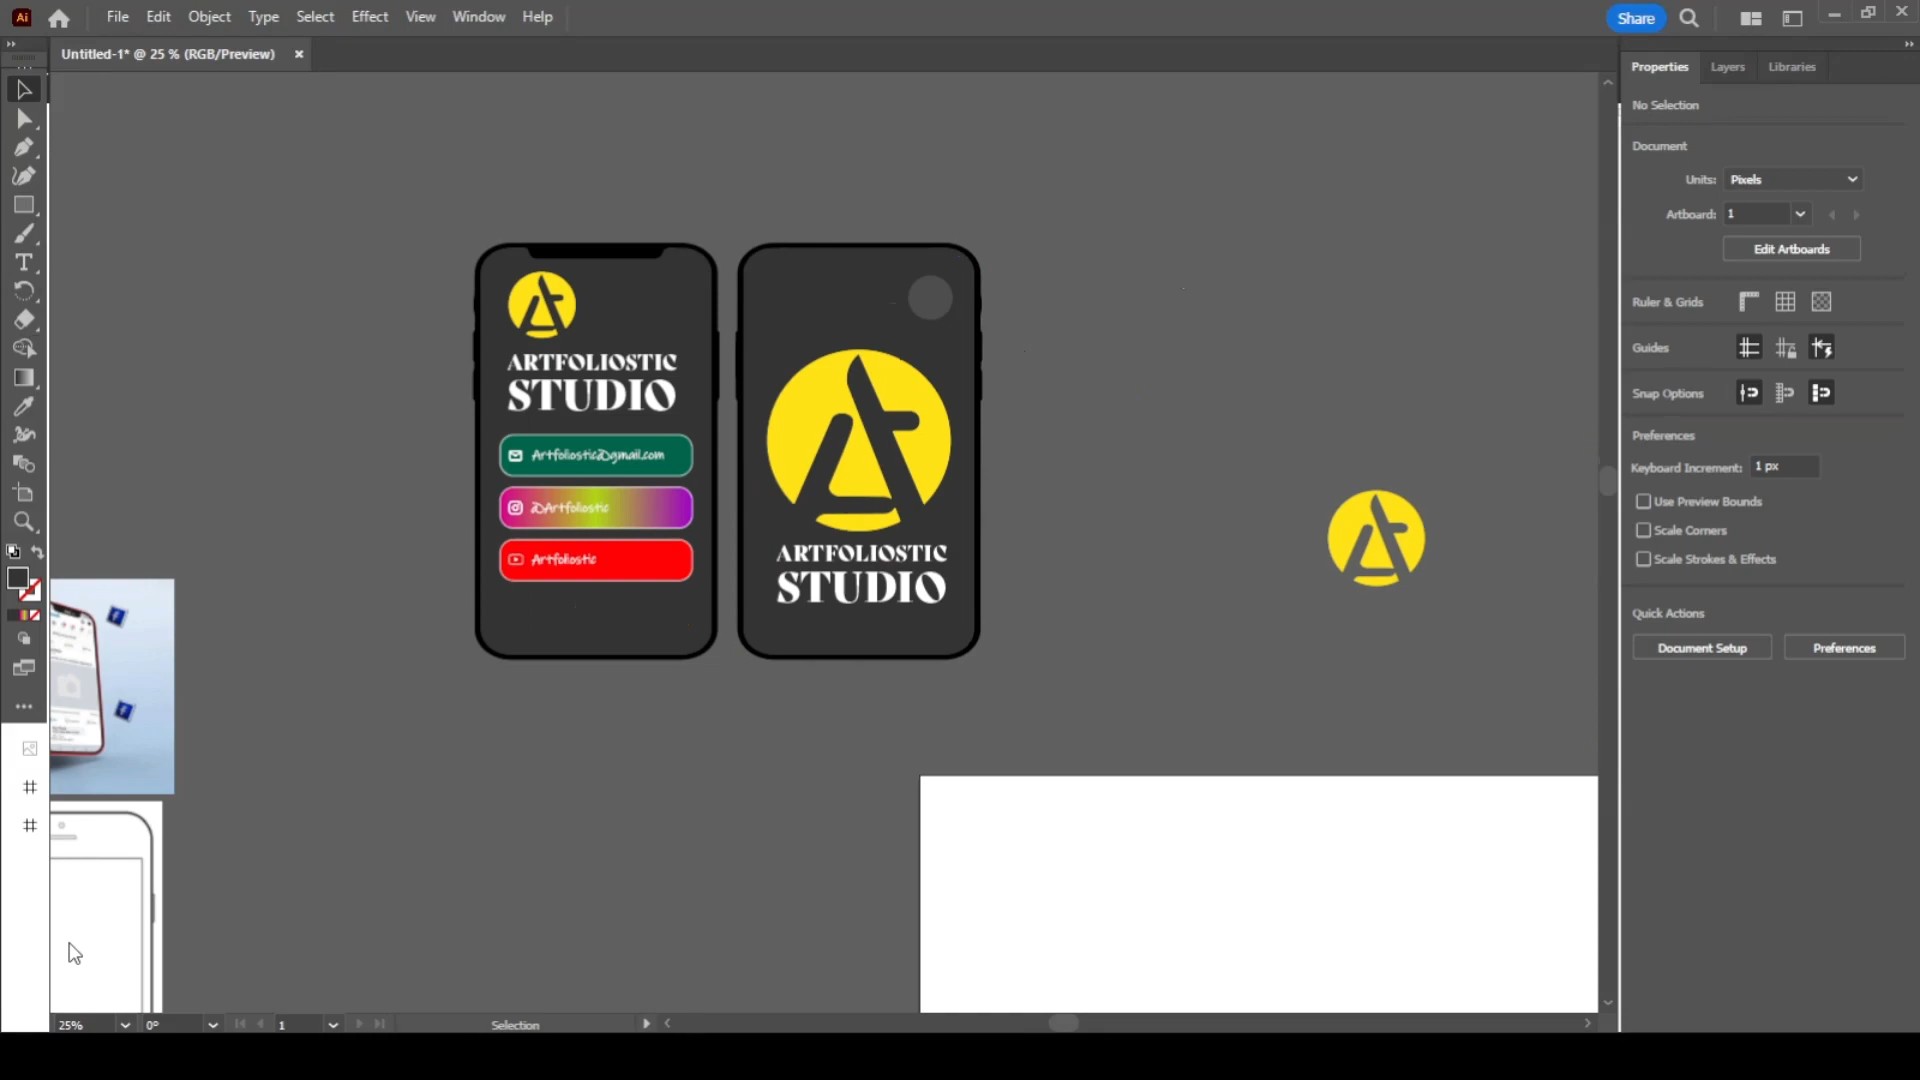 Ai
File Edit Object Type Select Effect View Window Help
Share
Untitled-1* @ 25 % (RGB/Preview)
Properties Layers Libraries
No Selection
Document
Units: Pixels
Artboard: 1
Edit Artboards
Ruler & Grids
Guides
Snap Options
Preferences
Keyboard Increment: 1 px
Use Preview Bounds
Scale Corners
Scale Strokes & Effects
Quick Actions
Document Setup Preferences
ARTFOLIOSTIC
STUDIO
Artfoliostic@gmail.com
@Artfoliostic
Artfoliostic
ARTFOLIOSTIC
STUDIO
25% 0° 1 Selection